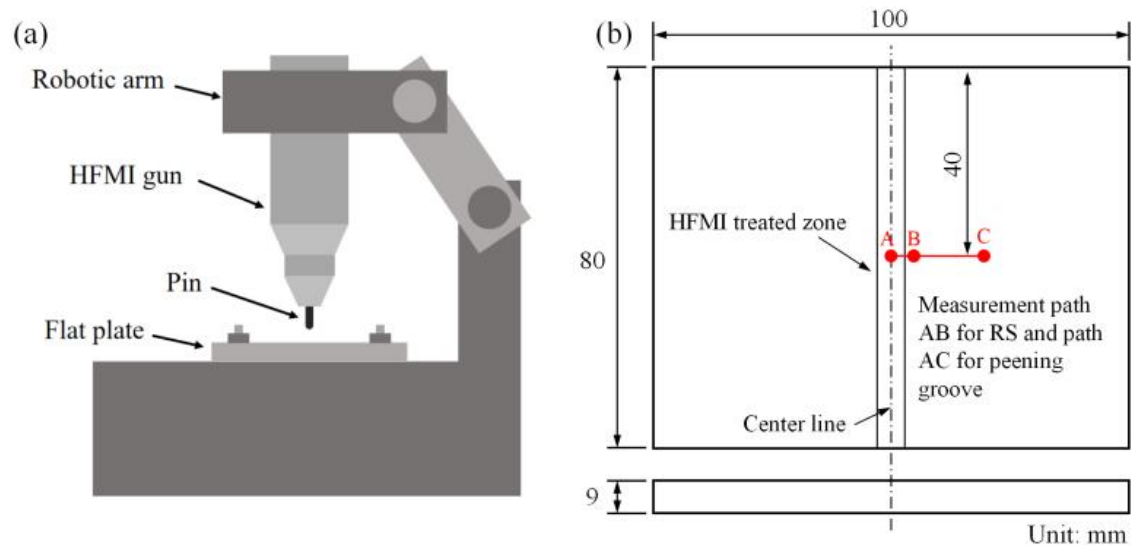 (a)
Robotic arm
HFMI gun
Pin
Flat plate
(b)
100
40
HFMI treated zone
A
B
C
80
Measurement path
AB for RS and path
AC for peening
groove
Center line
9
Unit: mm